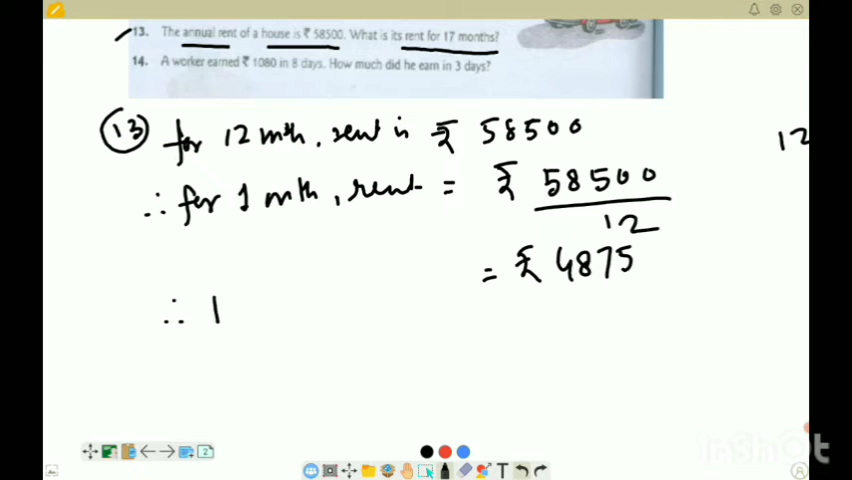 13. The annual rent of a house is ₹ 58500. What is its rent for 17 months?
14. A worker earned ₹ 1080 in 8 days. How much did he earn in 3 days?
(13) for 12 mth, rent is ₹ 58500
12
∴ for 1 mth, rent = ₹ 58500
12
= ₹ 4875
∴ 1
InShot
2
T